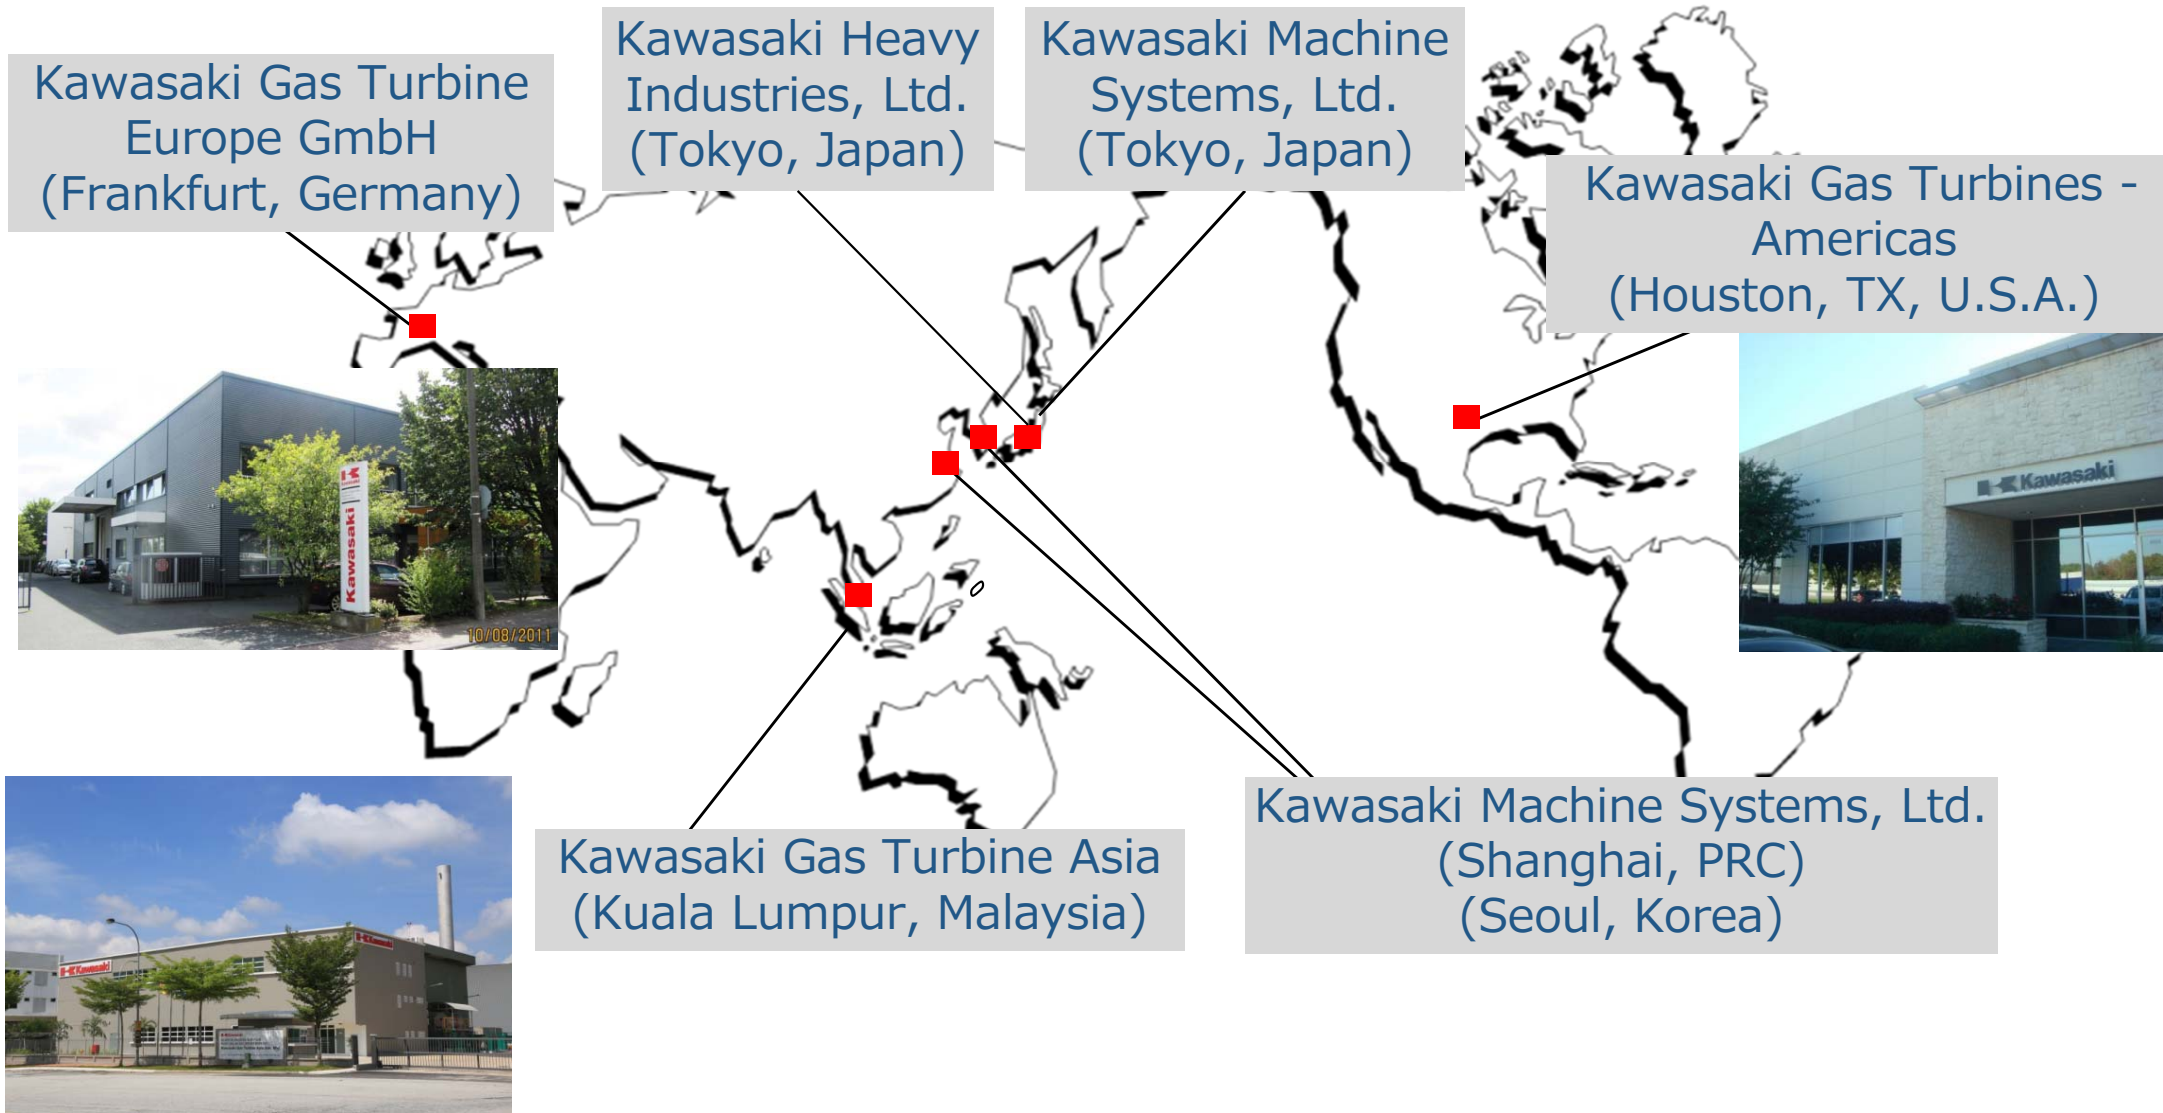 Kawasaki Gas Turbine
Europe GmbH
(Frankfurt, Germany)
Kawasaki Heavy
Industries, Ltd.
(Tokyo, Japan)
Kawasaki Machine
Systems, Ltd.
(Tokyo, Japan)
Kawasaki Gas Turbines -
Americas
(Houston, TX, U.S.A.)
Kawasaki
10/08/2011
Kawasaki
Kawasaki Gas Turbine Asia
(Kuala Lumpur, Malaysia)
Kawasaki Machine Systems, Ltd.
(Shanghai, PRC)
(Seoul, Korea)
Kawasaki
Kawasaki